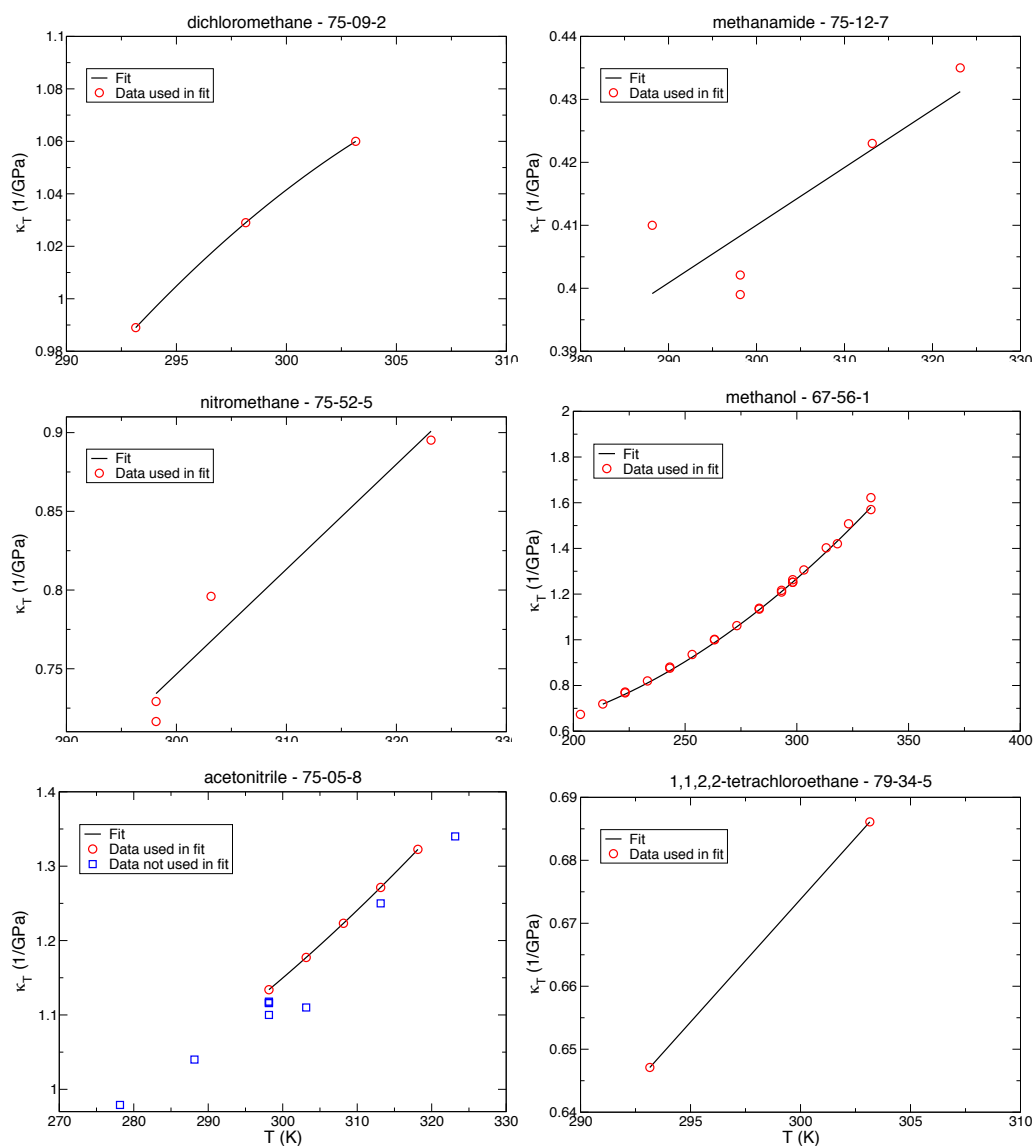 dichloromethane - 75-09-2
1.1
1.08
1.06
1.04
1.02
1
0.98
κT (1/GPa)
Fit
Data used in fit
290 295 300 305 310
methanamide - 75-12-7
0.44
0.43
0.42
0.41
0.4
0.39
κT (1/GPa)
Fit
Data used in fit
280 290 300 310 320 330
nitromethane - 75-52-5
0.9
0.85
0.8
0.75
κT (1/GPa)
Fit
Data used in fit
290 300 310 320 330
methanol - 67-56-1
2
1.8
1.6
1.4
1.2
1
0.8
0.6
κT (1/GPa)
Fit
Data used in fit
200 250 300 350 400
acetonitrile - 75-05-8
1.4
1.3
1.2
1.1
1
κT (1/GPa)
Fit
Data used in fit
Data not used in fit
270 280 290 300 310 320 330
T (K)
1,1,2,2-tetrachloroethane - 79-34-5
0.69
0.68
0.67
0.66
0.65
0.64
κT (1/GPa)
Fit
Data used in fit
290 295 300 305 310
T (K)